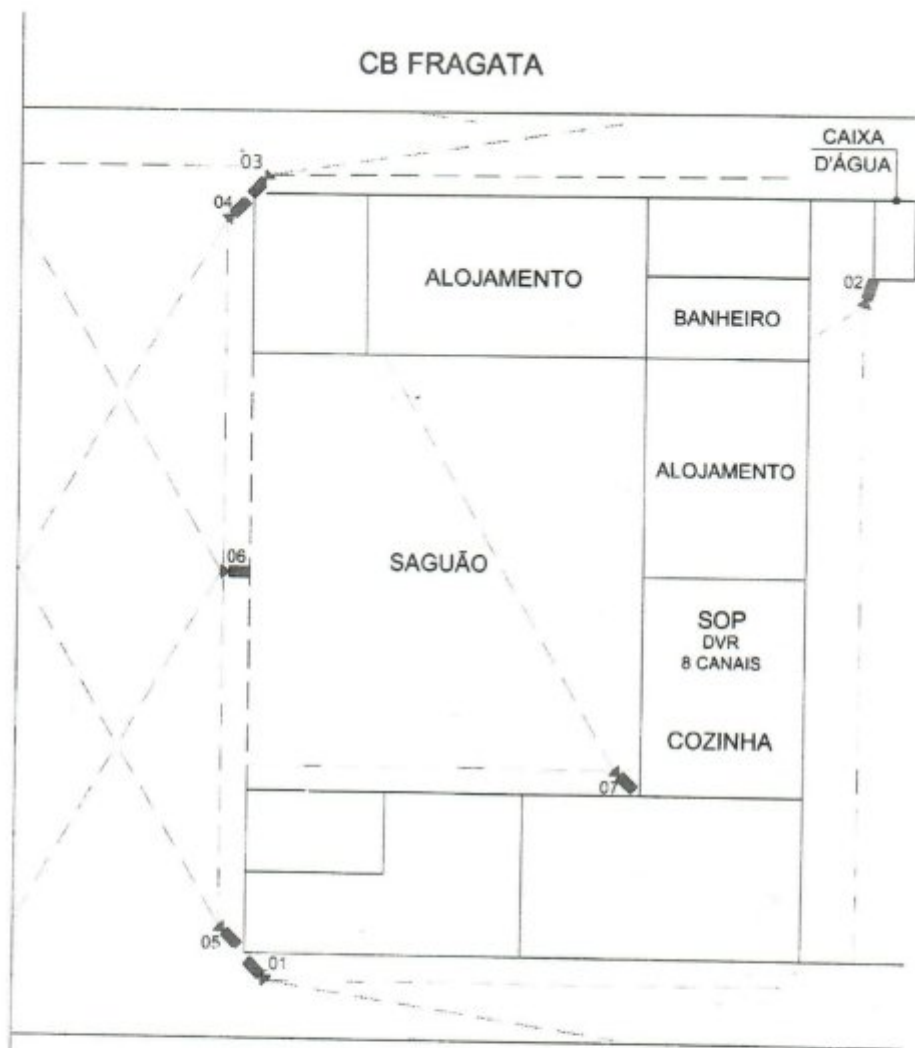 CB FRAGATA
CAIXA
D'ÁGUA
03
04
02
ALOJAMENTO
BANHEIRO
ALOJAMENTO
06
SAGUÃO
SOP
DVR
8 CANAIS
COZINHA
07
05
01